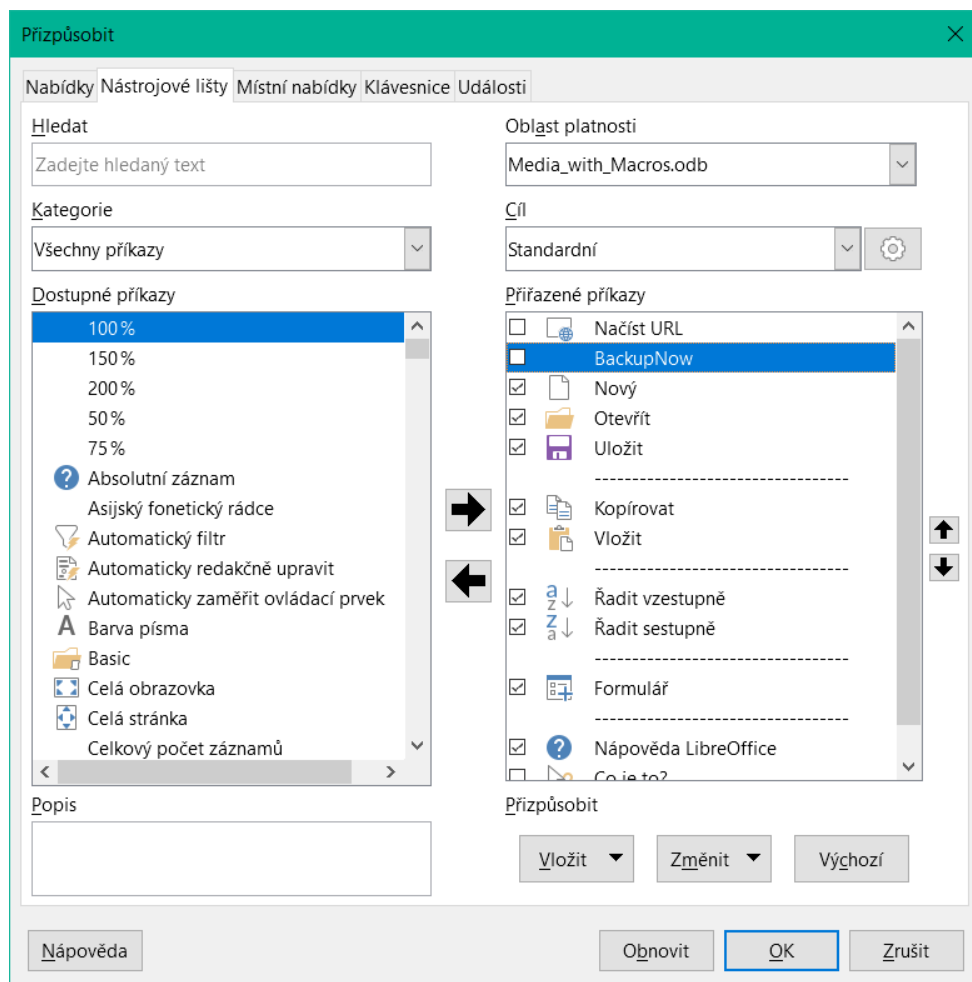 Přizpůsobit
Nabídky Nástrojové lišty Místní nabídky Klávesnice Události
Hledat
Zadejte hledaný text
Kategorie
Všechny příkazy
Dostupné příkazy
100 %
150 %
200 %
50 %
75 %
Absolutní záznam
Asijský fonetický rádce
Automatický filtr
Automaticky redakčně upravit
Automaticky zaměřit ovládací prvek
Barva písma
Basic
Celá obrazovka
Celá stránka
Celkový počet záznamů
Popis
Oblast platnosti
Media_with_Macros.odb
Cíl
Standardní
Přiřazené příkazy
Načíst URL
BackupNow
Nový
Otevřít
Uložit
----------------------------------
Kopírovat
Vložit
----------------------------------
Řadit vzestupně
Řadit sestupně
----------------------------------
Formulář
----------------------------------
Nápověda LibreOffice
Co je to?
Přizpůsobit
Vložit Změnit Výchozí
Nápověda Obnovit OK Zrušit